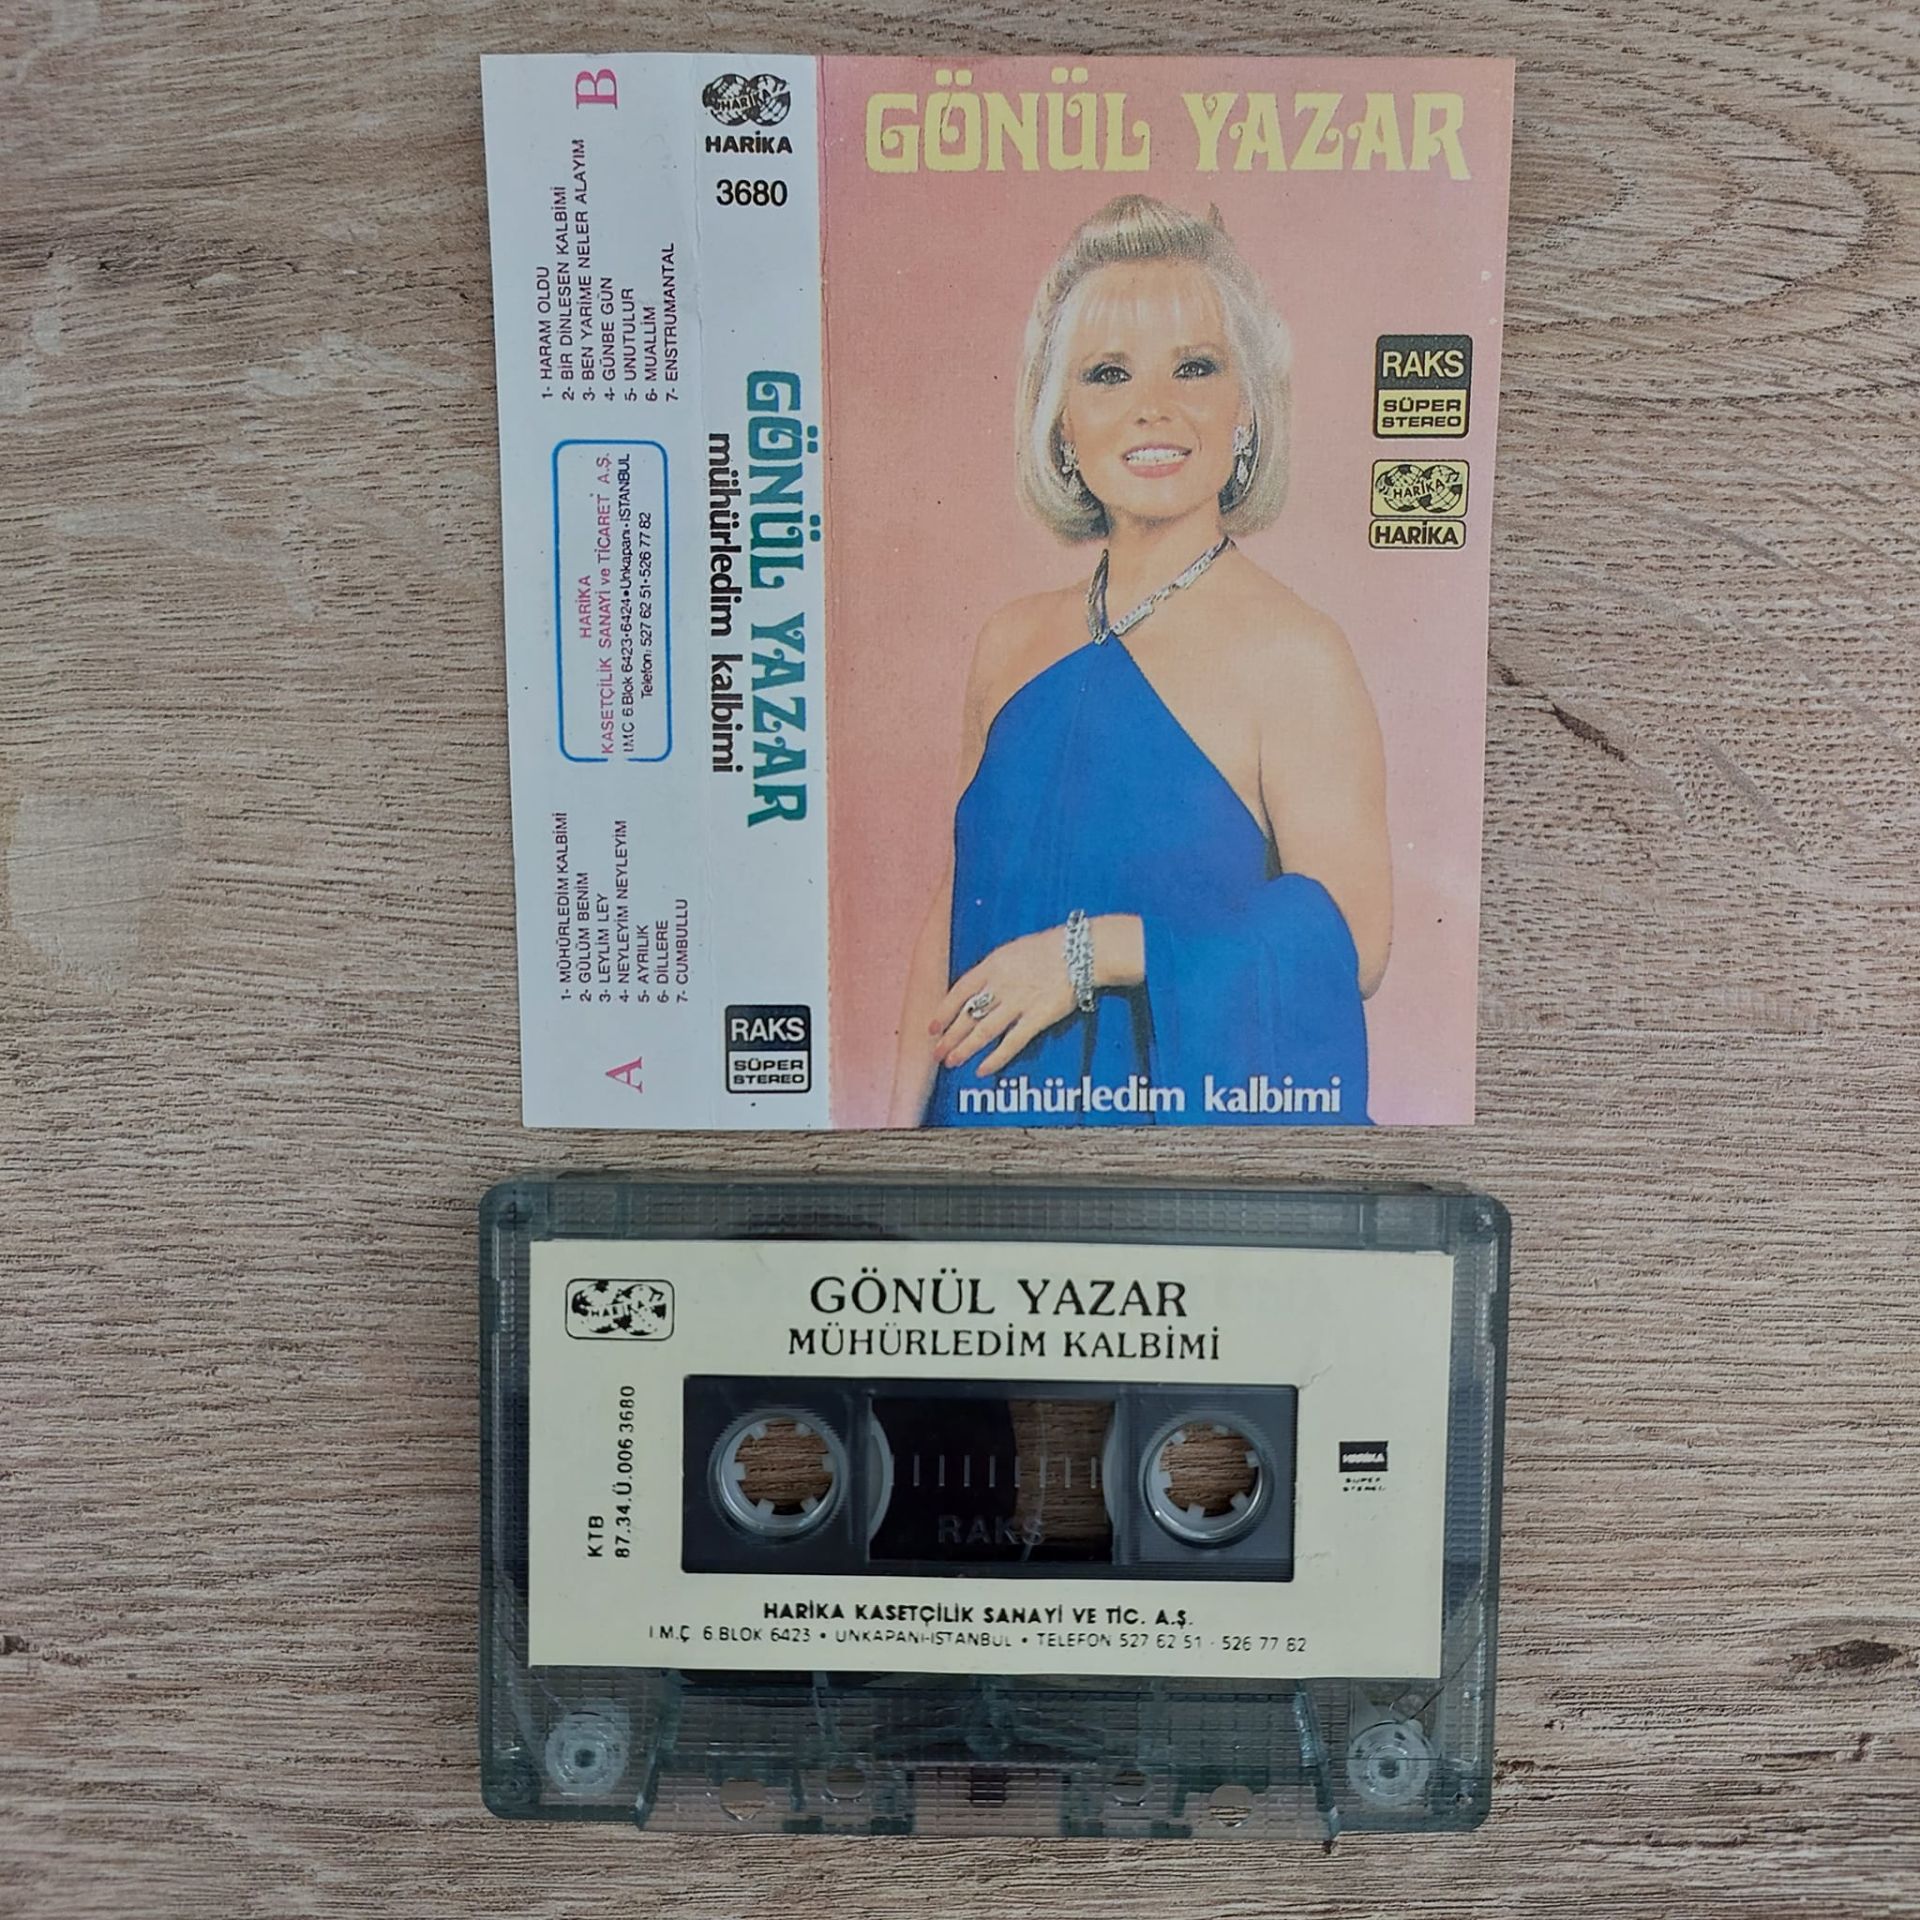 B
1- HARAM OLDU
2- BİR DİNLESEN KALBİMİ
3- BEN YARİME NELER ALAYIM
4- GÜNBE GÜN
5- UNUTULUR
6- MUALLİM
7- ENSTRUMANTAL
HARİKA
KASETÇİLİK SANAYİ ve TİCARET A.Ş.
I.M.C 6.Blok 6423-6424•Unkapanı-İSTANBUL
Telefon: 527 62 51-526 77 82
A
1- MÜHÜRLEDİM KALBİMİ
2- GÜLÜM BENİM
3- LEYLİM LEY
4- NEYLEYİM NEYLEYİM
5- AYRILIK
6- DİLLERE
7- CUMBULLU
HARİKA
HARİKA
3680
GÖNÜL YAZAR
mühürledim kalbimi
RAKS
SÜPER
STEREO
GÖNÜL YAZAR
RAKS
SÜPER
STEREO
HARİKA
HARİKA
mühürledim kalbimi
HARİKA
GÖNÜL YAZAR
MÜHÜRLEDİM KALBİMİ
KTB
87.34.Ü.006 3680
RAKS
HARİKA
SUPER
STEREO
HARİKA KASETÇİLİK SANAYİ VE TİC. A.Ş.
I.M.Ç. 6.BLOK 6423 • UNKAPANI-ISTANBUL • TELEFON 527 62 51 - 526 77 82